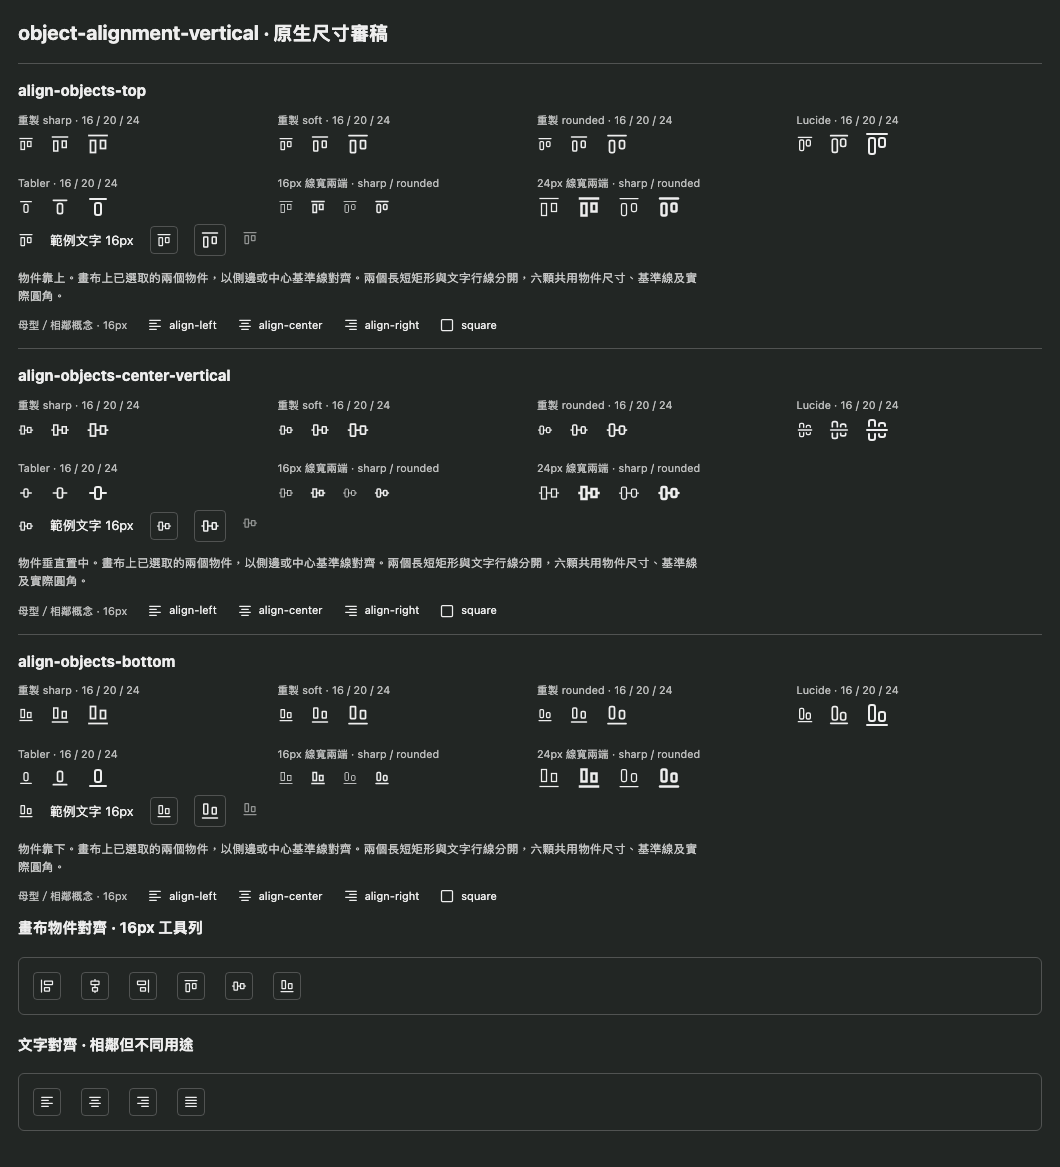 object-alignment-vertical · 原生尺寸審稿
align-objects-top
重製 sharp · 16 / 20 / 24
重製 soft · 16 / 20 / 24
重製 rounded · 16 / 20 / 24
Lucide · 16 / 20 / 24
Tabler · 16 / 20 / 24
16px 線寬兩端 · sharp / rounded
24px 線寬兩端 · sharp / rounded
範例文字 16px
物件靠上。畫布上已選取的兩個物件，以側邊或中心基準線對齊。兩個長短矩形與文字行線分開，六顆共用物件尺寸、基準線及實
際圓角。
母型 / 相鄰概念 · 16px
align-left
align-center
align-right
square
align-objects-center-vertical
重製 sharp · 16 / 20 / 24
重製 soft · 16 / 20 / 24
重製 rounded · 16 / 20 / 24
Lucide · 16 / 20 / 24
Tabler · 16 / 20 / 24
16px 線寬兩端 · sharp / rounded
24px 線寬兩端 · sharp / rounded
範例文字 16px
物件垂直置中。畫布上已選取的兩個物件，以側邊或中心基準線對齊。兩個長短矩形與文字行線分開，六顆共用物件尺寸、基準線
及實際圓角。
母型 / 相鄰概念 · 16px
align-left
align-center
align-right
square
align-objects-bottom
重製 sharp · 16 / 20 / 24
重製 soft · 16 / 20 / 24
重製 rounded · 16 / 20 / 24
Lucide · 16 / 20 / 24
Tabler · 16 / 20 / 24
16px 線寬兩端 · sharp / rounded
24px 線寬兩端 · sharp / rounded
範例文字 16px
物件靠下。畫布上已選取的兩個物件，以側邊或中心基準線對齊。兩個長短矩形與文字行線分開，六顆共用物件尺寸、基準線及實
際圓角。
母型 / 相鄰概念 · 16px
align-left
align-center
align-right
square
畫布物件對齊 · 16px 工具列
文字對齊 · 相鄰但不同用途